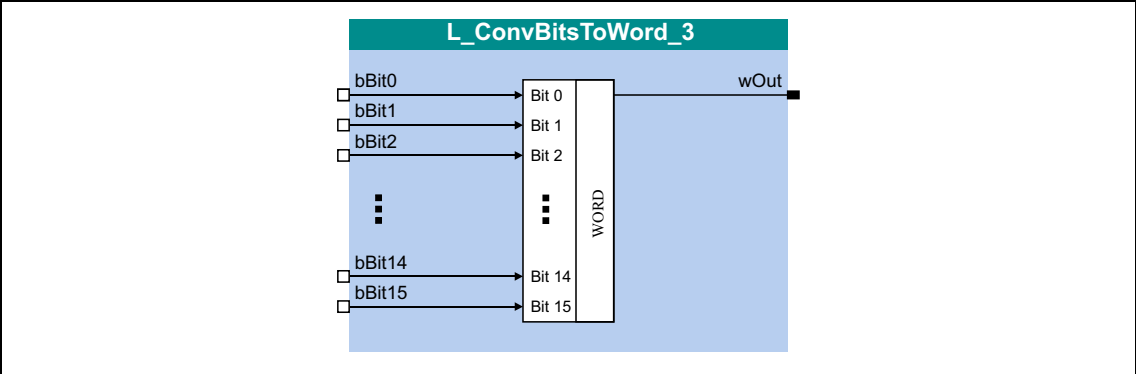 L_ConvBitsToWord_3
bBit0
wOut
Bit 0
bBit1
Bit 1
bBit2
Bit 2
WORD
bBit14
Bit 14
bBit15
Bit 15